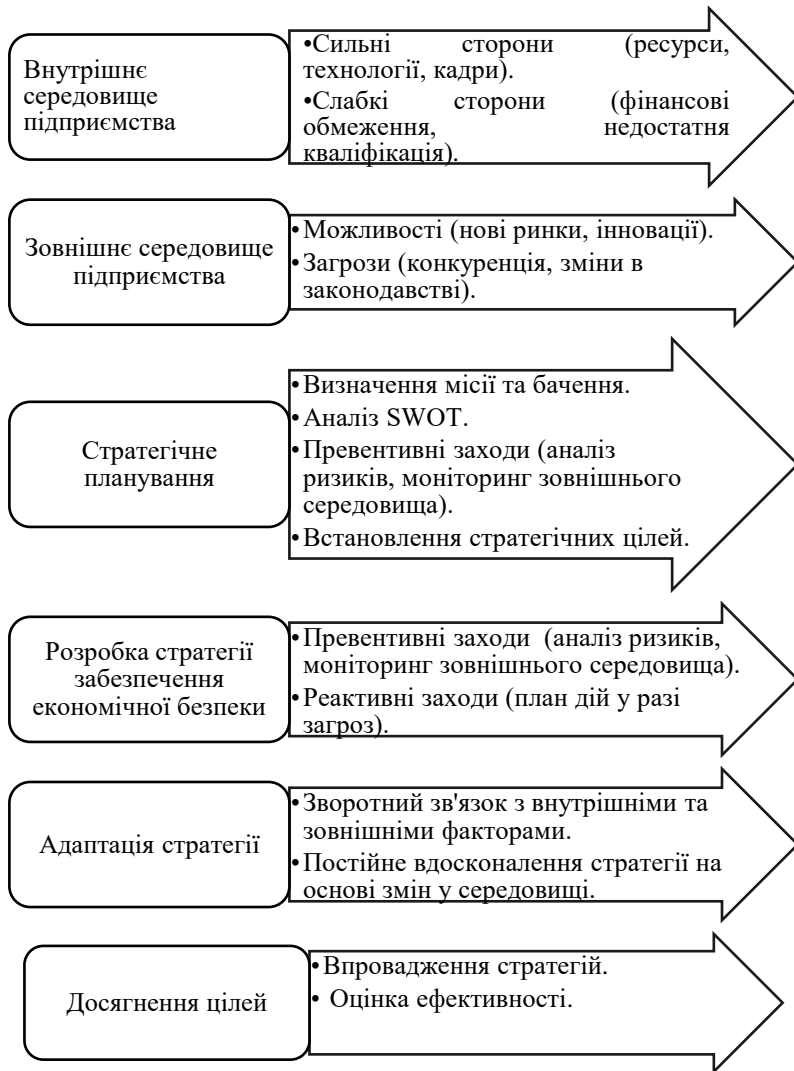 Внутрішнє
середовище
підприємства
•Сильні сторони (ресурси,
технології, кадри).
•Слабкі сторони (фінансові
обмеження, недостатня
кваліфікація).
Зовнішнє середовище
підприємства
•Можливості (нові ринки, інновації).
•Загрози (конкуренція, зміни в
законодавстві).
Стратегічне
планування
•Визначення місії та бачення.
•Аналіз SWOT.
•Превентивні заходи (аналіз
ризиків, моніторинг зовнішнього
середовища).
•Встановлення стратегічних цілей.
Розробка стратегії
забезпечення
економічної безпеки
•Превентивні заходи (аналіз ризиків,
моніторинг зовнішнього середовища).
•Реактивні заходи (план дій у разі
загроз).
Адаптація стратегії
•Зворотний зв'язок з внутрішніми та
зовнішніми факторами.
•Постійне вдосконалення стратегії на
основі змін у середовищі.
Досягнення цілей
•Впровадження стратегій.
• Оцінка ефективності.